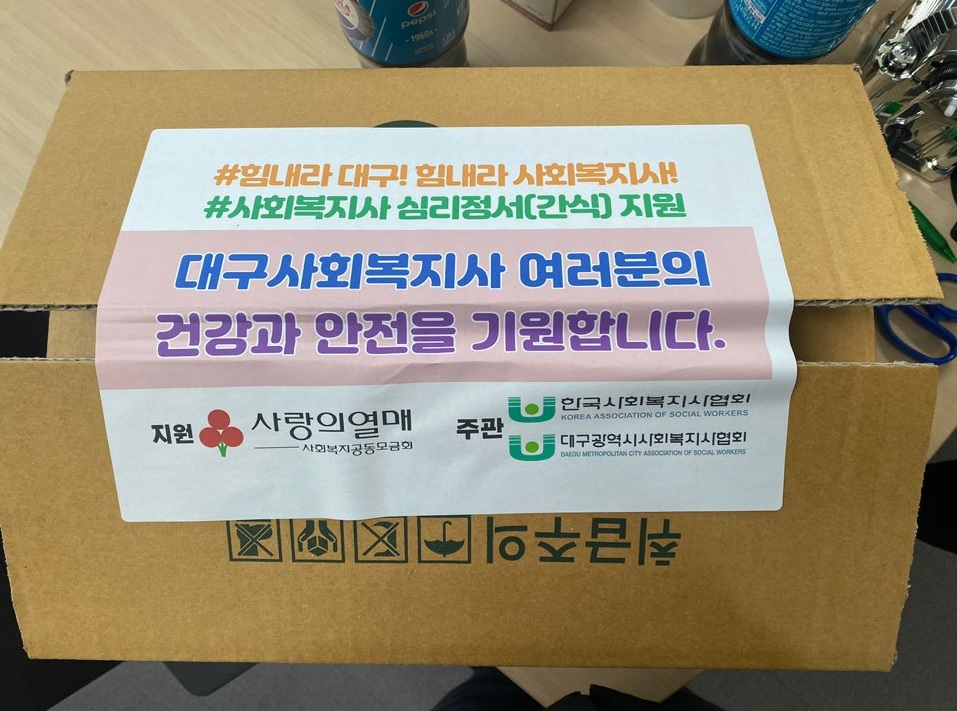 pepsi
-1960s-
#힘내라 대구! 힘내라 사회복지사!
#사회복지사 심리정서(간식) 지원
대구사회복지사 여러분의
건강과 안전을 기원합니다.
지원 사랑의열매
사회복지공동모금회
주관 한국사회복지사협회
KOREA ASSOCIATION OF SOCIAL WORKERS
대구광역시사회복지사협회
DAEGU METROPOLITAN CITY ASSOCIATION OF SOCIAL WORKERS
취급주의